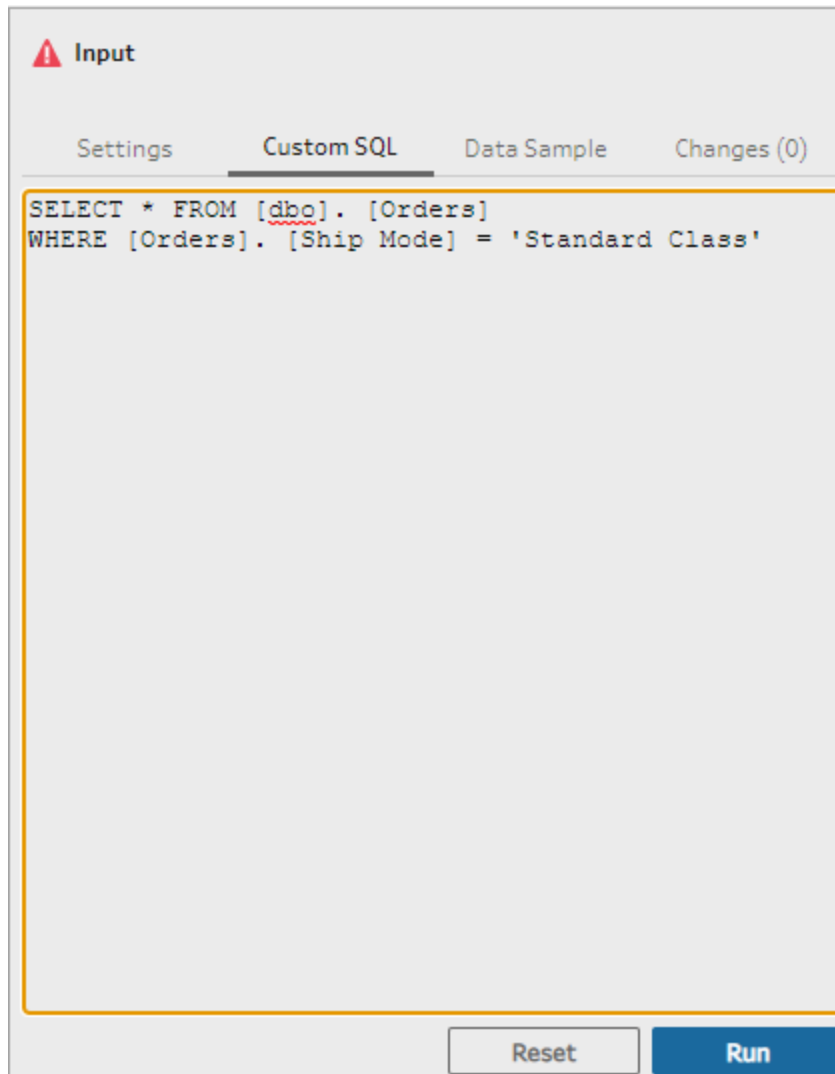 Input
Settings Custom SQL Data Sample Changes (0)
SELECT * FROM [dbo]. [Orders]
WHERE [Orders]. [Ship Mode] = 'Standard Class'
Reset Run